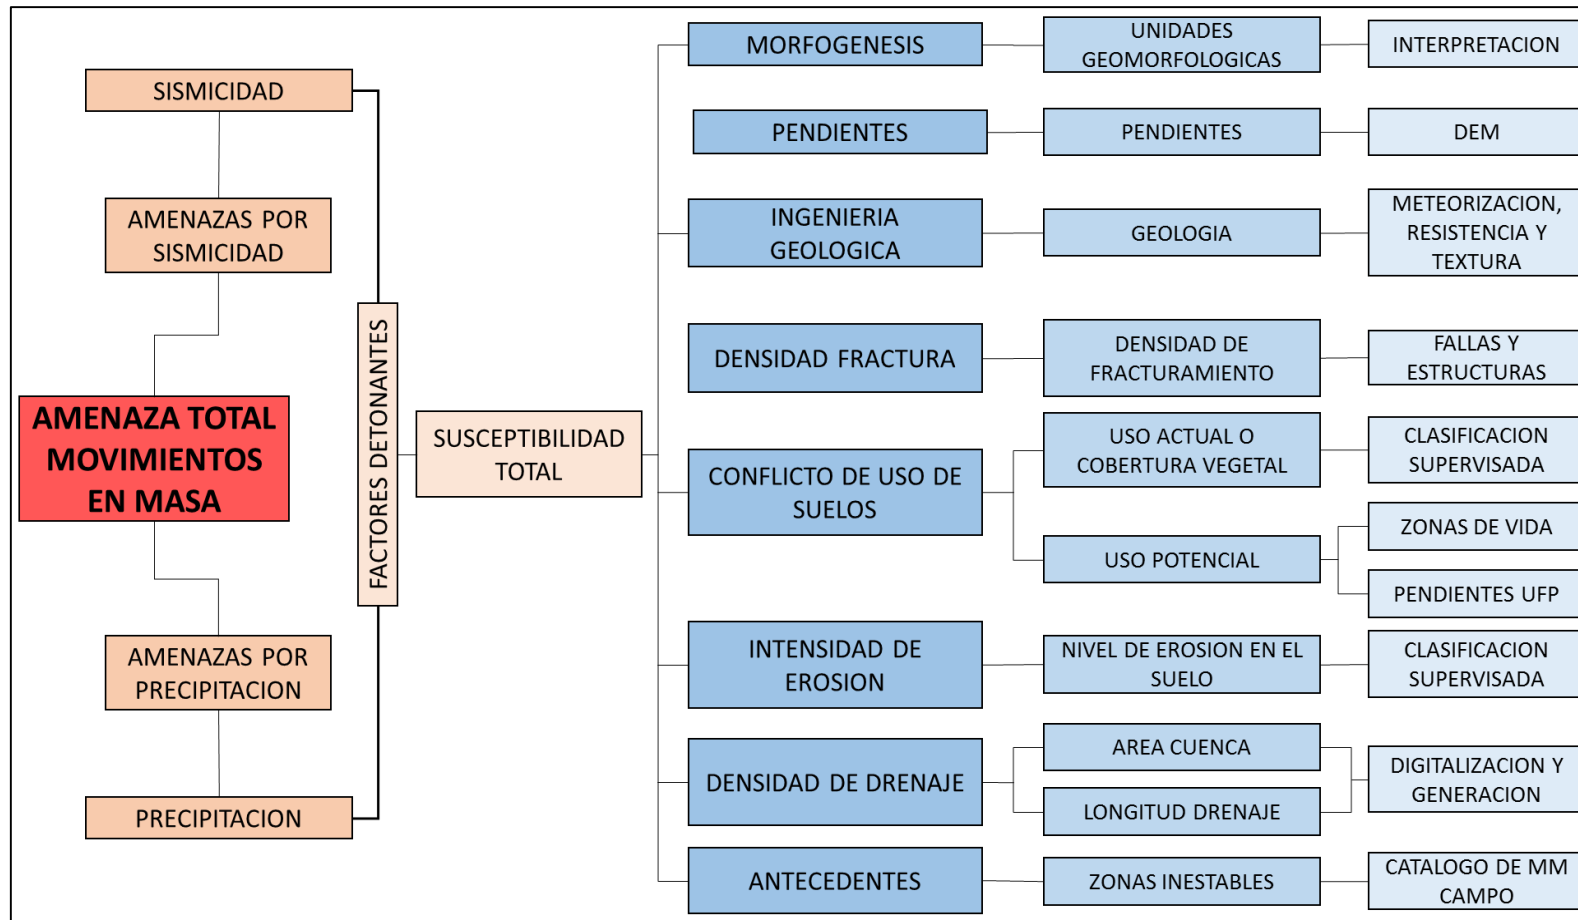 SISMICIDAD
AMENAZAS POR
SISMICIDAD
AMENAZA TOTAL
MOVIMIENTOS
EN MASA
AMENAZAS POR
PRECIPITACION
PRECIPITACION
FACTORES DETONANTES
SUSCEPTIBILIDAD
TOTAL
MORFOGENESIS
UNIDADES
GEOMORFOLOGICAS
INTERPRETACION
PENDIENTES
PENDIENTES
DEM
INGENIERIA
GEOLOGICA
GEOLOGIA
METEORIZACION,
RESISTENCIA Y
TEXTURA
DENSIDAD FRACTURA
DENSIDAD DE
FRACTURAMIENTO
FALLAS Y
ESTRUCTURAS
CONFLICTO DE USO DE
SUELOS
USO ACTUAL O
COBERTURA VEGETAL
CLASIFICACION
SUPERVISADA
USO POTENCIAL
ZONAS DE VIDA
PENDIENTES UFP
INTENSIDAD DE
EROSION
NIVEL DE EROSION EN EL
SUELO
CLASIFICACION
SUPERVISADA
DENSIDAD DE DRENAJE
AREA CUENCA
LONGITUD DRENAJE
DIGITALIZACION Y
GENERACION
ANTECEDENTES
ZONAS INESTABLES
CATALOGO DE MM
CAMPO